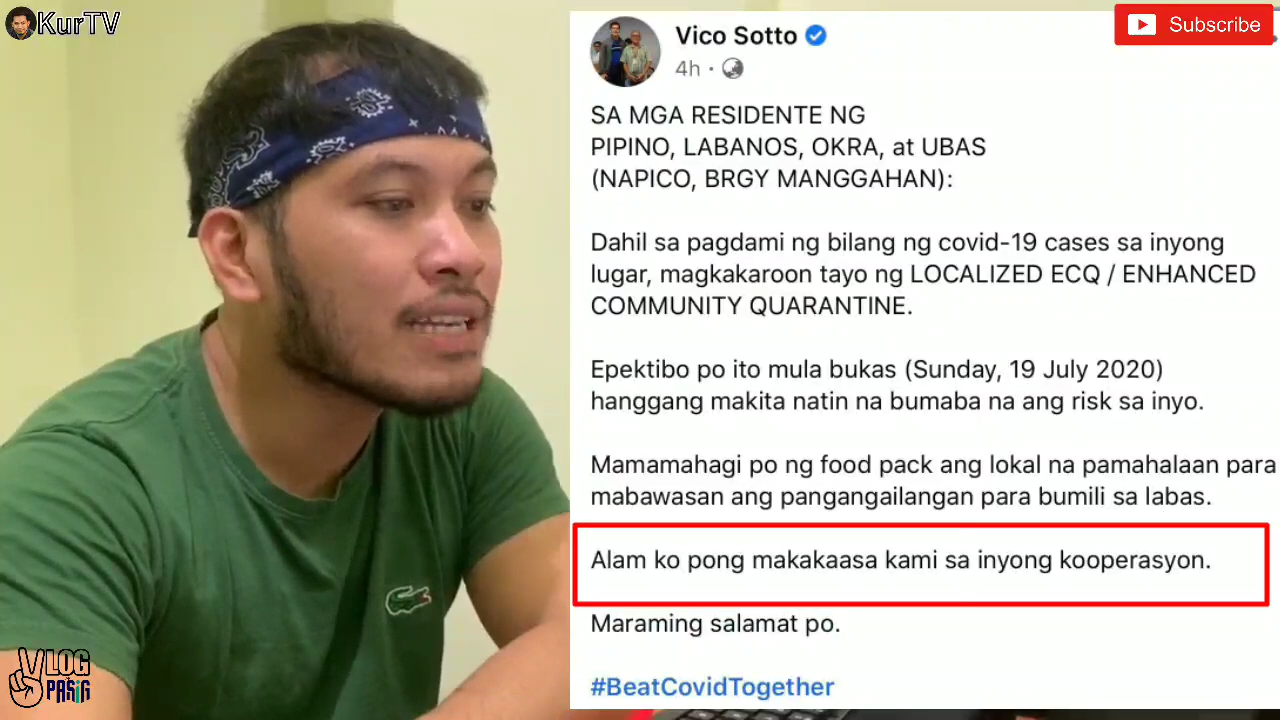 KurTV
Subscribe
Vico Sotto
4h
SA MGA RESIDENTE NG
PIPINO, LABANOS, OKRA, at UBAS
(NAPICO, BRGY MANGGAHAN):
Dahil sa pagdami ng bilang ng covid-19 cases sa inyong
lugar, magkakaroon tayo ng LOCALIZED ECQ / ENHANCED
COMMUNITY QUARANTINE.
Epektibo po ito mula bukas (Sunday, 19 July 2020)
hanggang makita natin na bumaba na ang risk sa inyo.
Mamamahagi po ng food pack ang lokal na pamahalaan para
mabawasan ang pangangailangan para bumili sa labas.
Alam ko pong makakaasa kami sa inyong kooperasyon.
Maraming salamat po.
#BeatCovidTogether
VLOG
PASIG